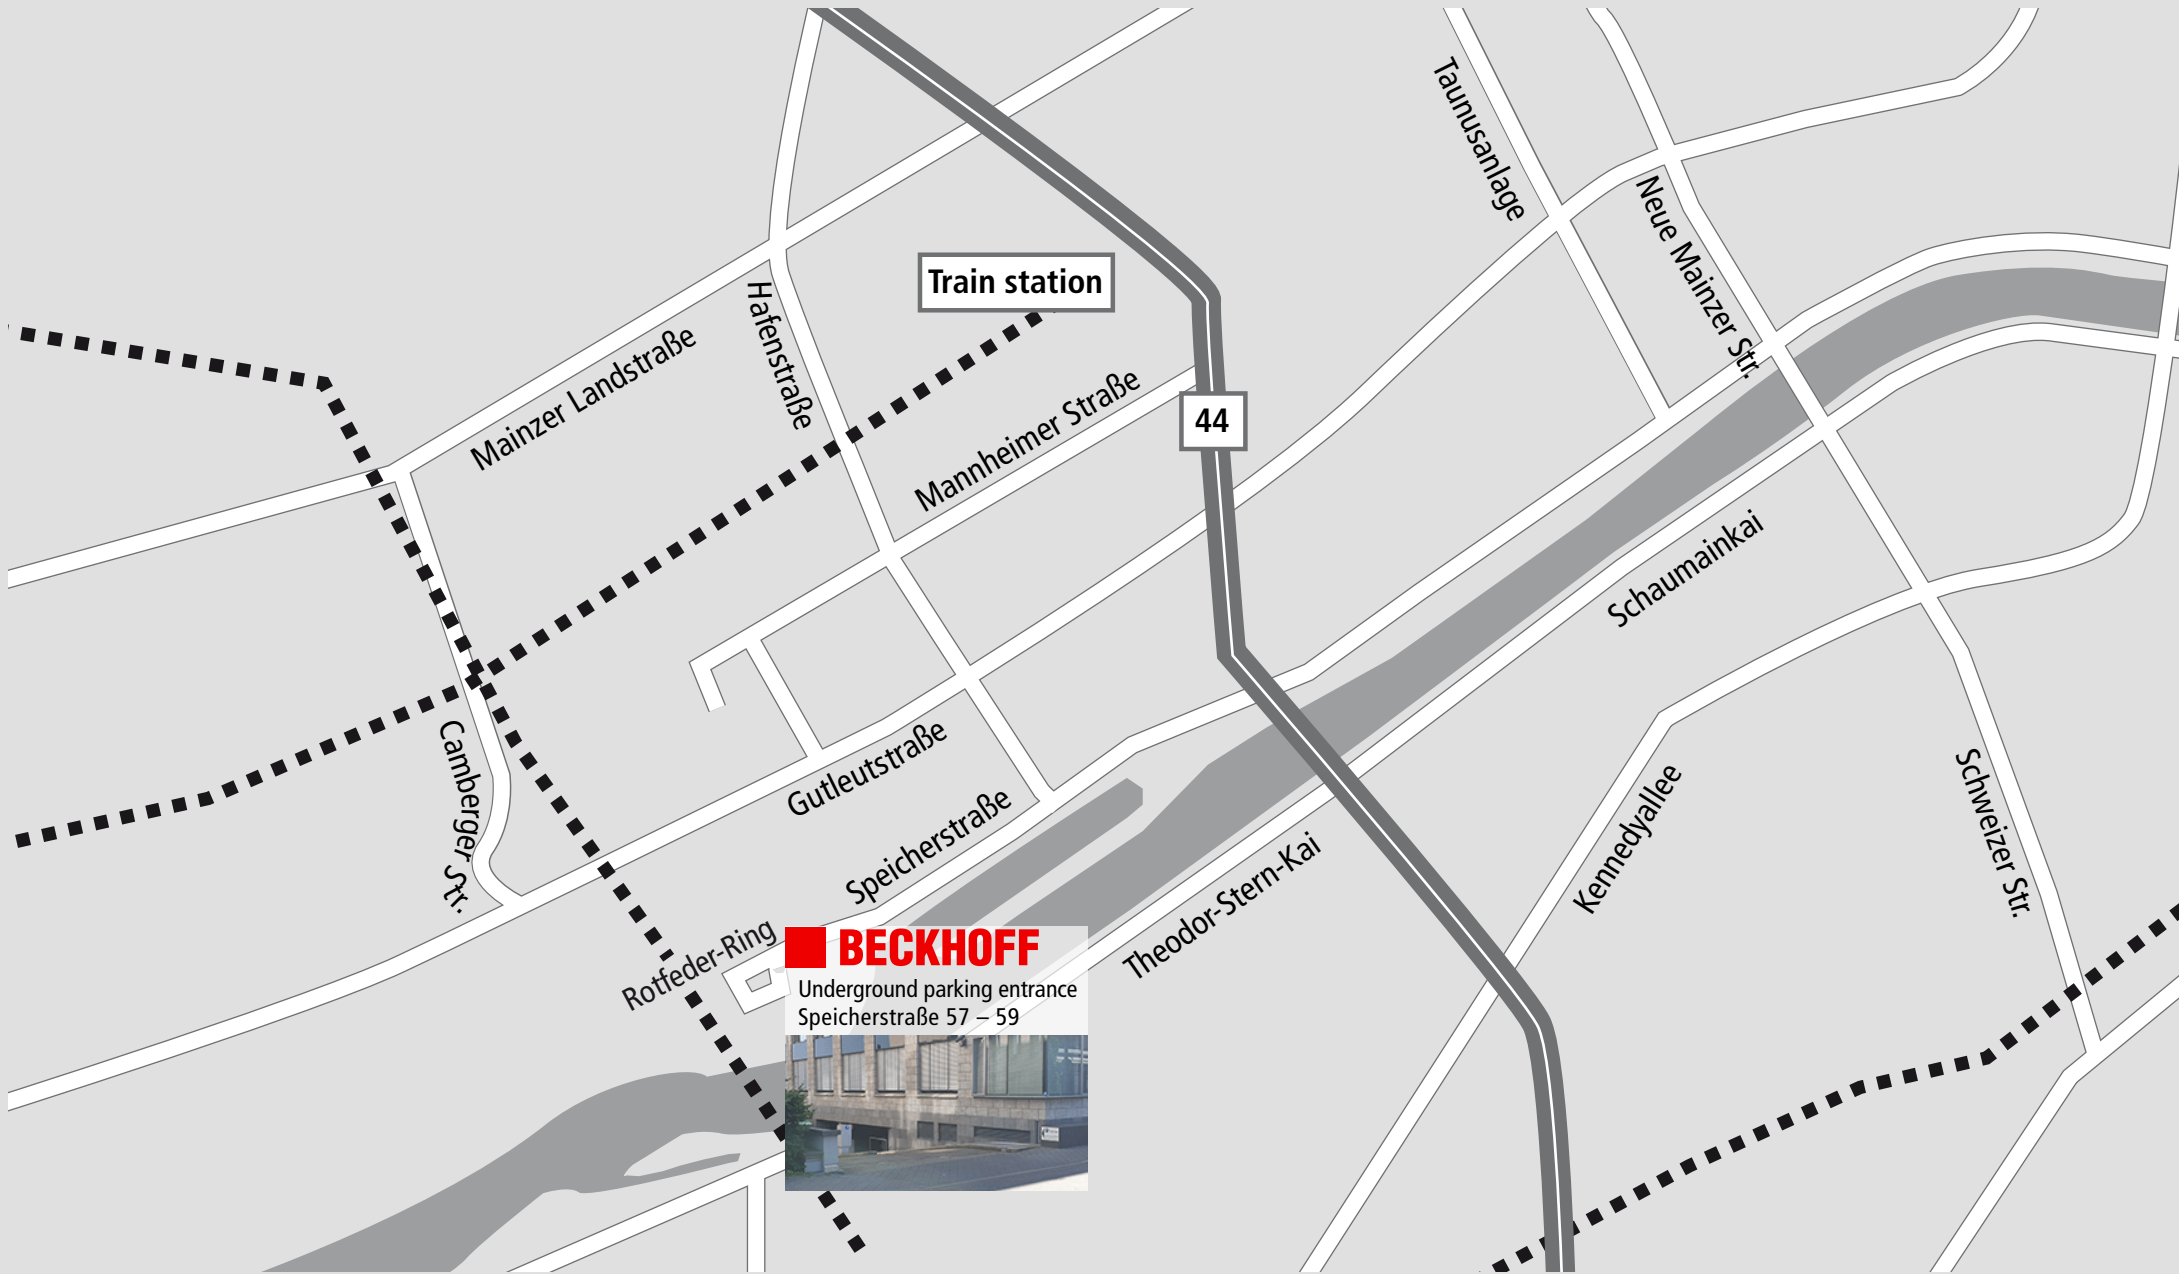 Taunusanlage
Neue Mainzer Str.
Train station
Hafenstraße
Mainzer Landstraße
Mannheimer Straße
44
Schaumainkai
Camberger Str.
Gutleutstraße
Speicherstraße
Theodor-Stern-Kai
Kennedyallee
Schweizer Str.
Rotfeder-Ring
BECKHOFF
Underground parking entrance
Speicherstraße 57 – 59